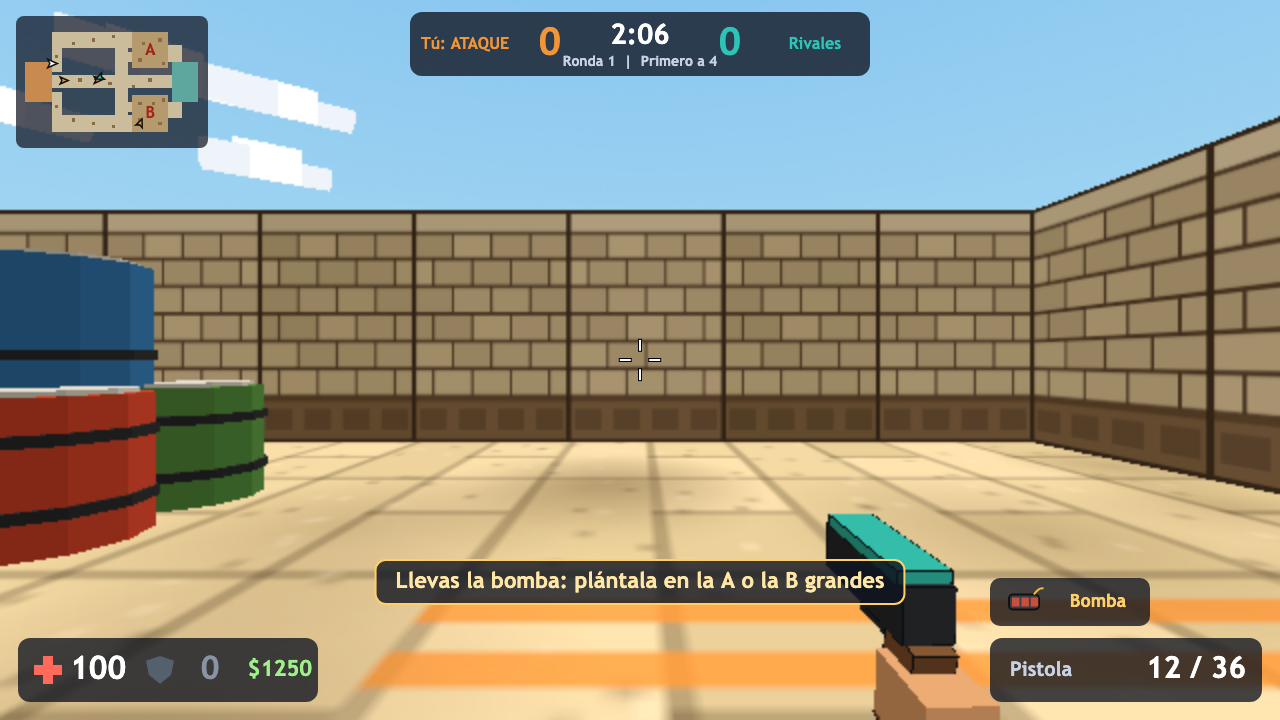 A
B
Tú: ATAQUE
0
2:06
0
Rivales
Ronda 1 | Primero a 4
Llevas la bomba: plántala en la A o la B grandes
Bomba
100
0
$1250
Pistola
12 / 36